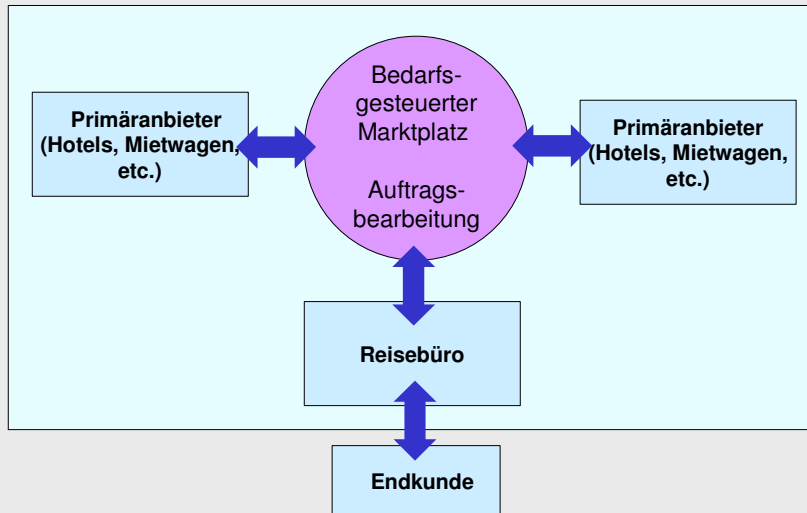 Bedarfs-
gesteuerter
Marktplatz
Auftrags-
bearbeitung
Primäranbieter
(Hotels, Mietwagen,
etc.)
Primäranbieter
(Hotels, Mietwagen,
etc.)
Reisebüro
Endkunde